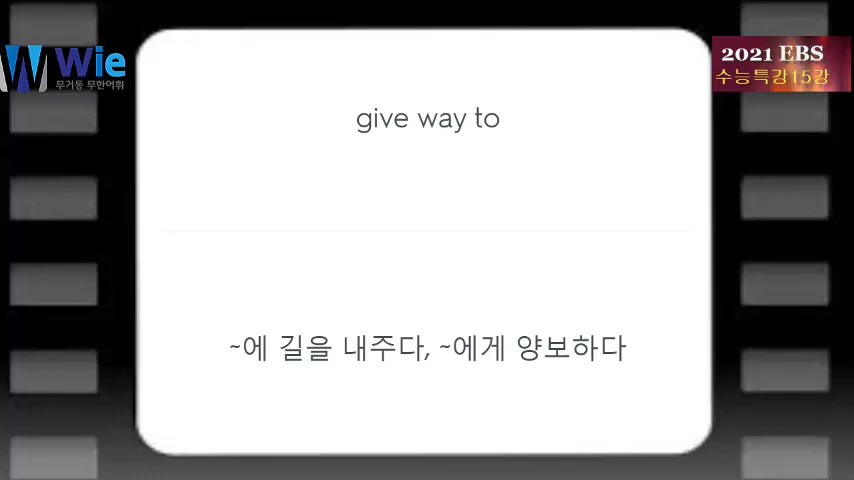 Wie
무거동 무한어휘
2021 EBS
수능특강15강
give way to
~에 길을 내주다, ~에게 양보하다